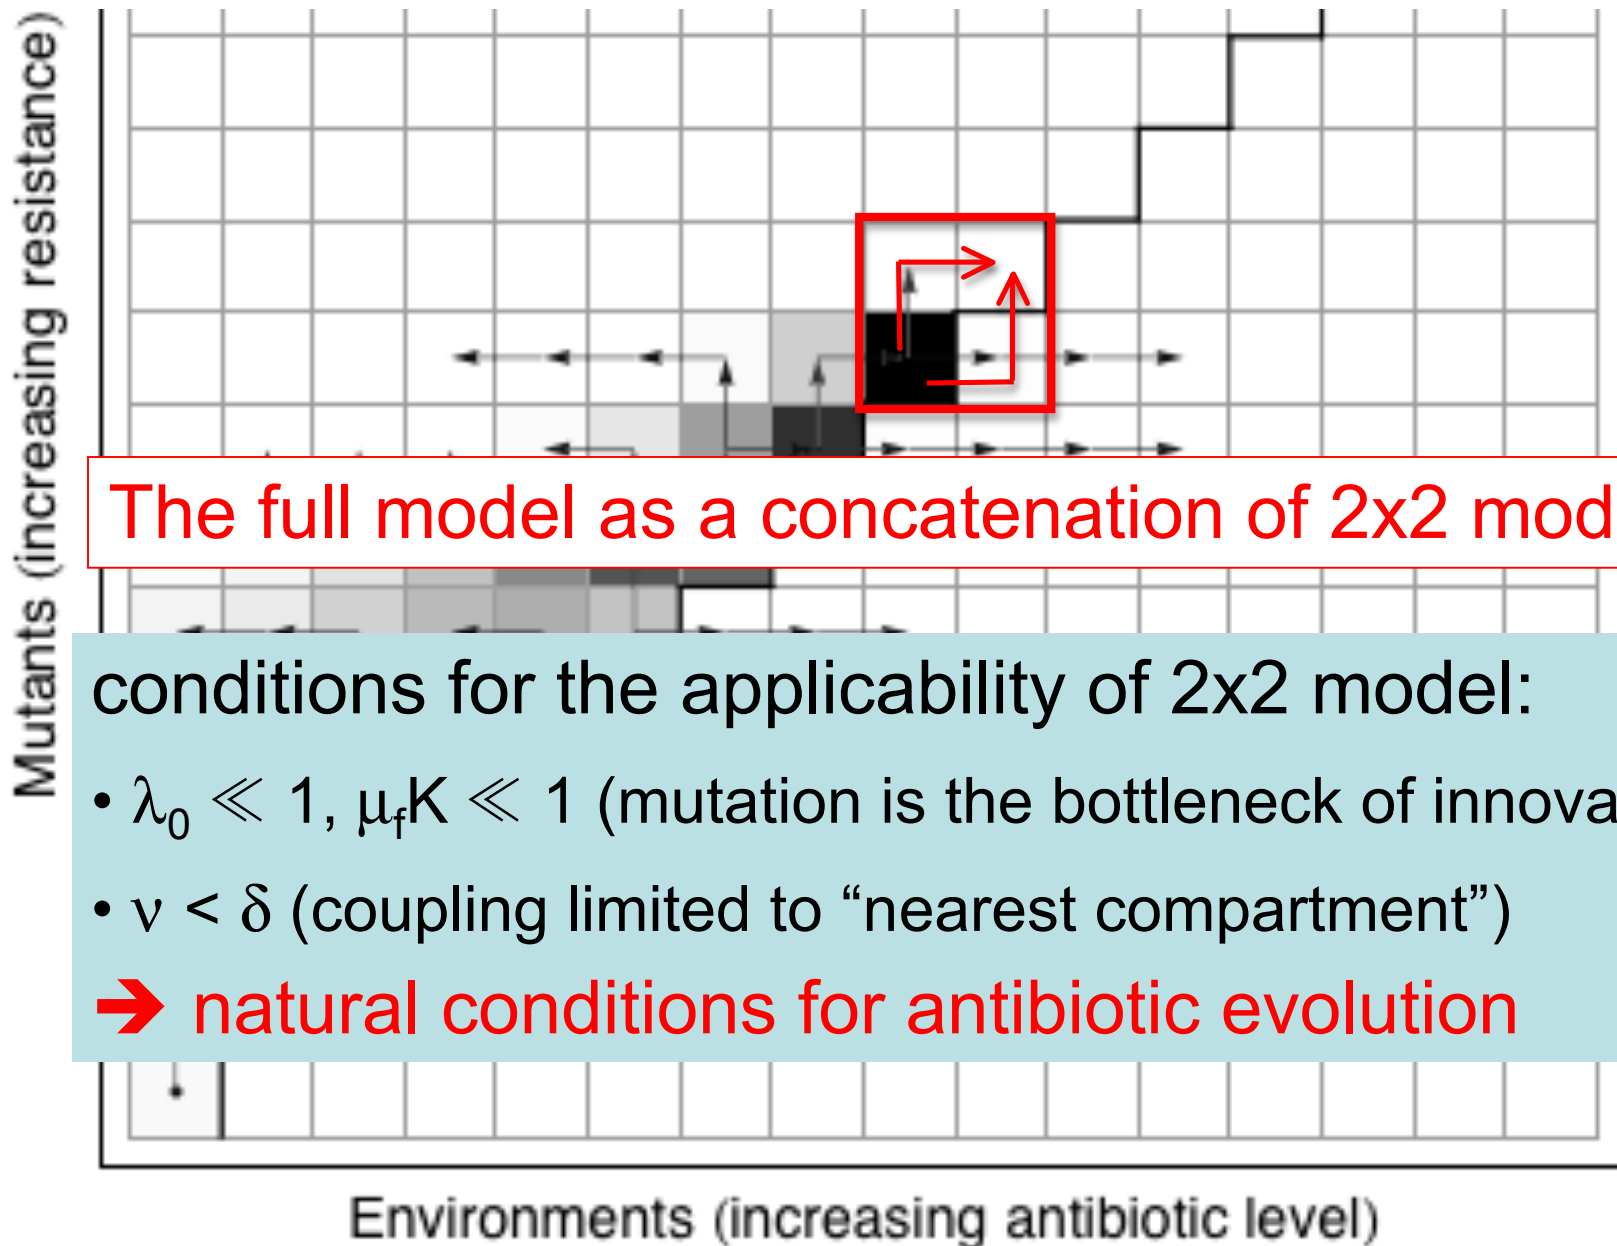 Mutants (increasing resistance)
The full model as a concatenation of 2x2 mod
conditions for the applicability of 2x2 model:
• λ₀ ≪ 1, μfK ≪ 1 (mutation is the bottleneck of innova
• ν < δ (coupling limited to “nearest compartment”)
➔ natural conditions for antibiotic evolution
Environments (increasing antibiotic level)